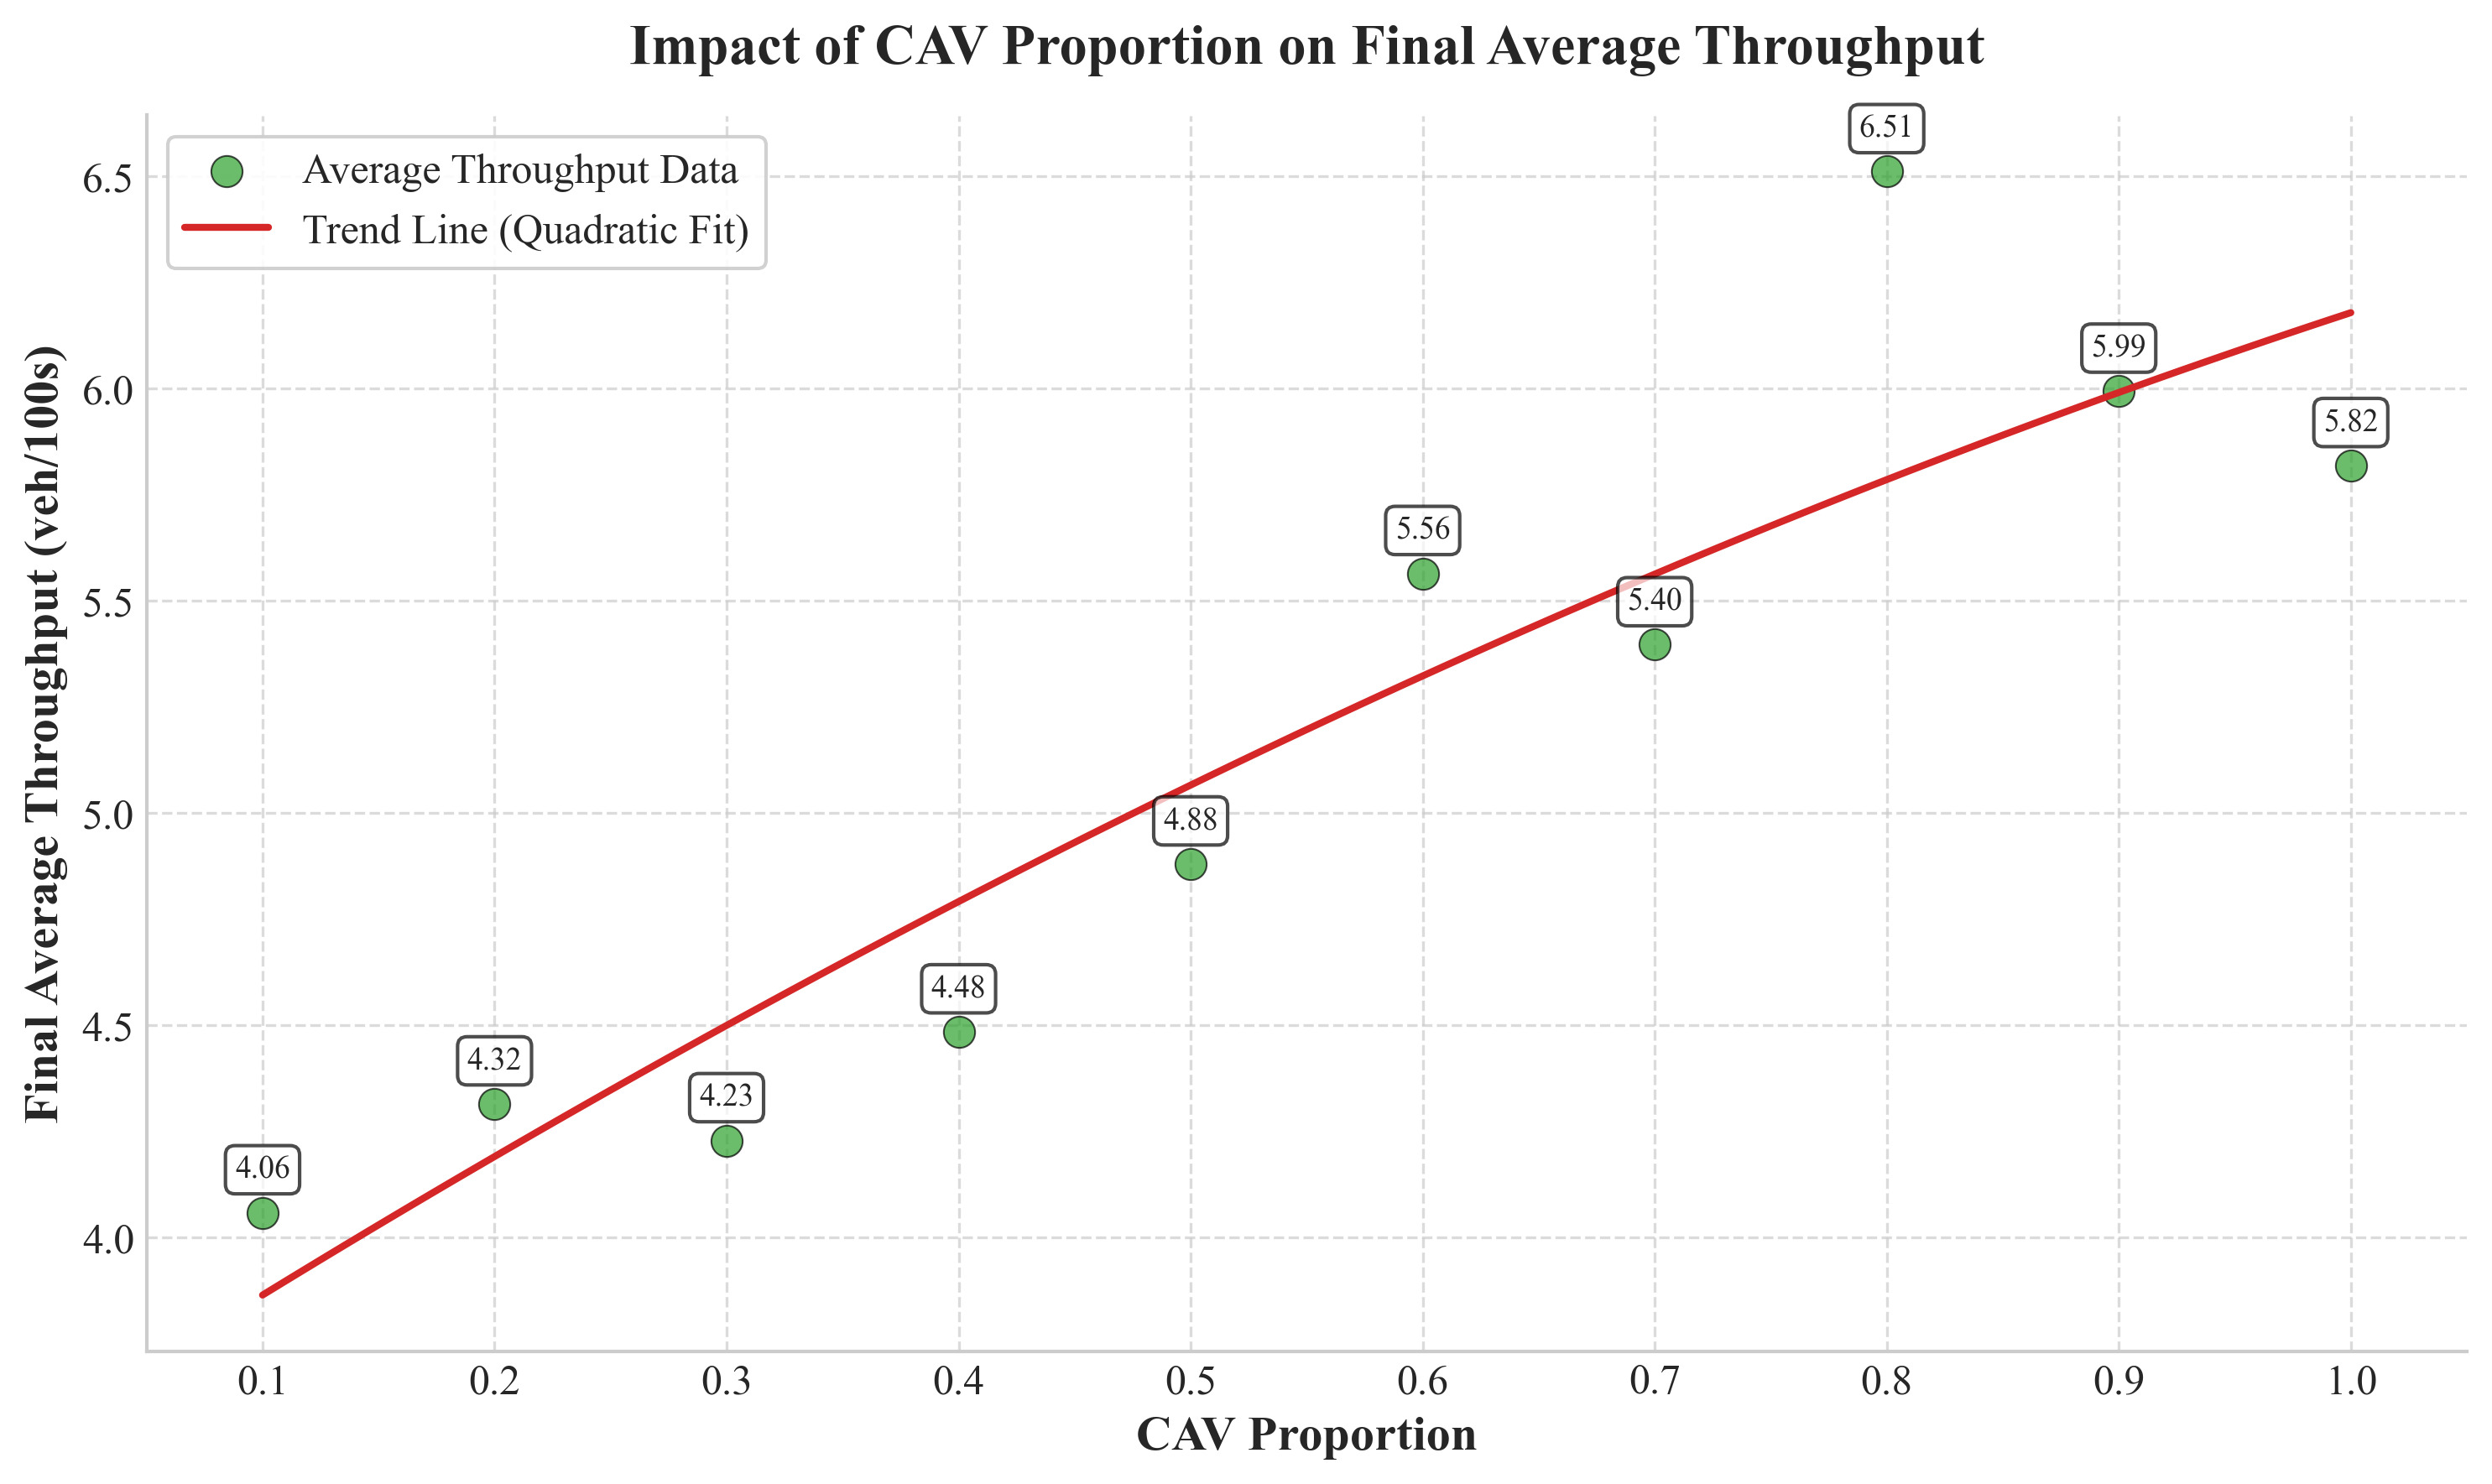 Impact of CAV Proportion on Final Average Throughput
Average Throughput Data
Trend Line (Quadratic Fit)
Final Average Throughput (veh/100s)
6.5
6.0
5.5
5.0
4.5
4.0
4.06
4.32
4.23
4.48
4.88
5.56
5.40
6.51
5.99
5.82
0.1 0.2 0.3 0.4 0.5 0.6 0.7 0.8 0.9 1.0
CAV Proportion